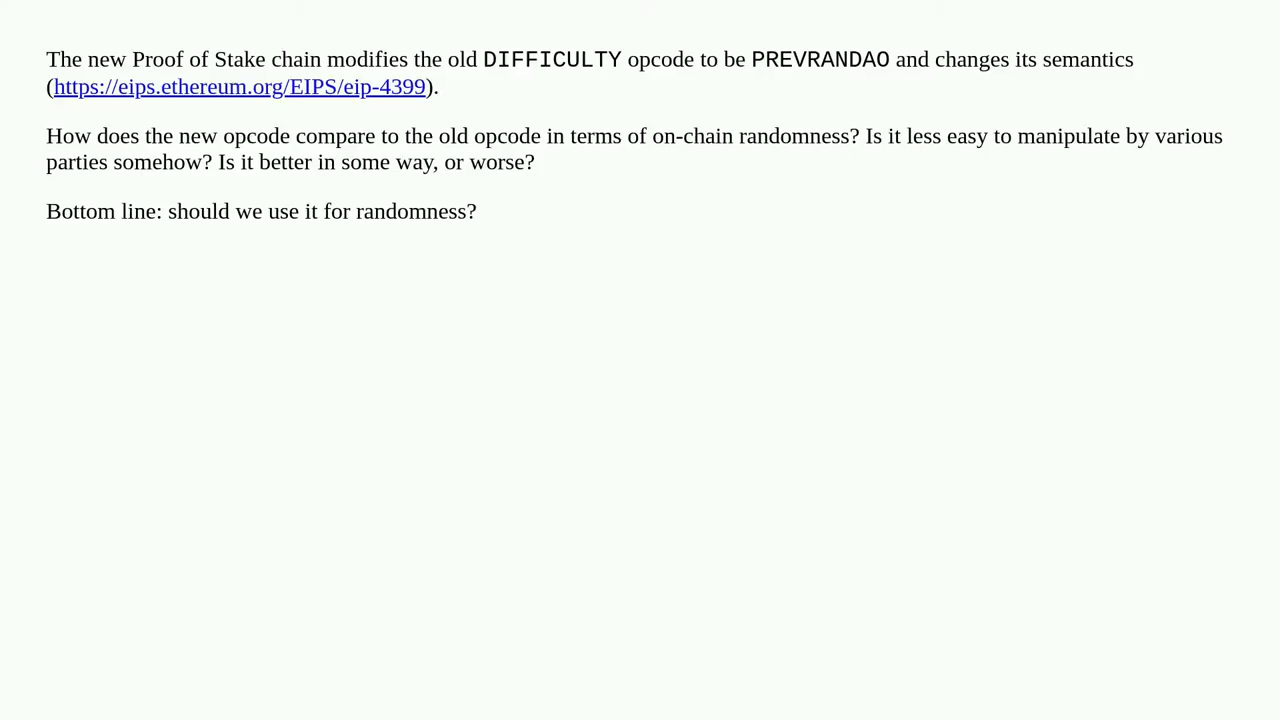 The new Proof of Stake chain modifies the old DIFFICULTY opcode to be PREVRANDAO and changes its semantics
(https://eips.ethereum.org/EIPS/eip-4399).
How does the new opcode compare to the old opcode in terms of on-chain randomness? Is it less easy to manipulate by various
parties somehow? Is it better in some way, or worse?
Bottom line: should we use it for randomness?